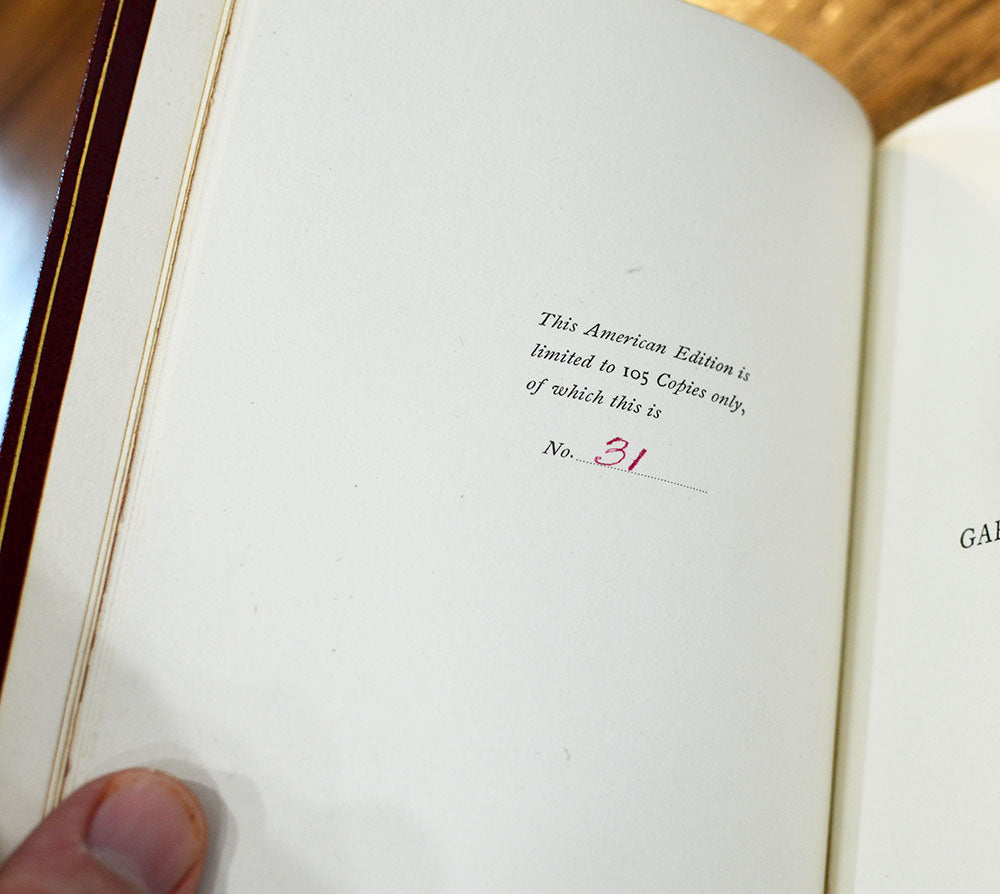 This American Edition is
limited to 105 Copies only,
of which this is
No. 31